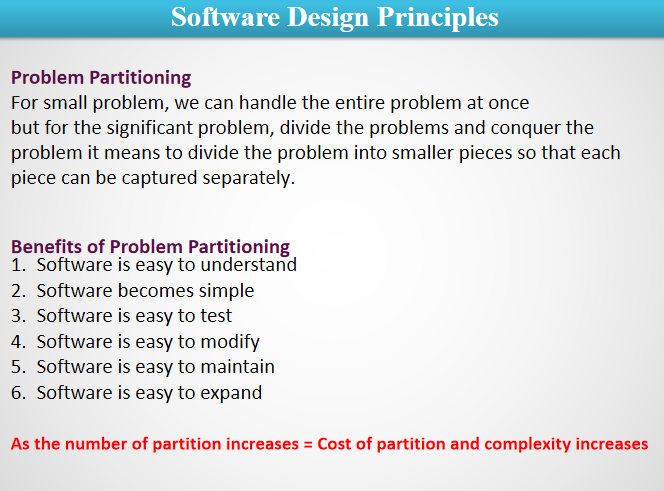 Software Design Principles
Problem Partitioning
For small problem, we can handle the entire problem at once
but for the significant problem, divide the problems and conquer the
problem it means to divide the problem into smaller pieces so that each
piece can be captured separately.
Benefits of Problem Partitioning
1. Software is easy to understand
2. Software becomes simple
3. Software is easy to test
4. Software is easy to modify
5. Software is easy to maintain
6. Software is easy to expand
As the number of partition increases = Cost of partition and complexity increases